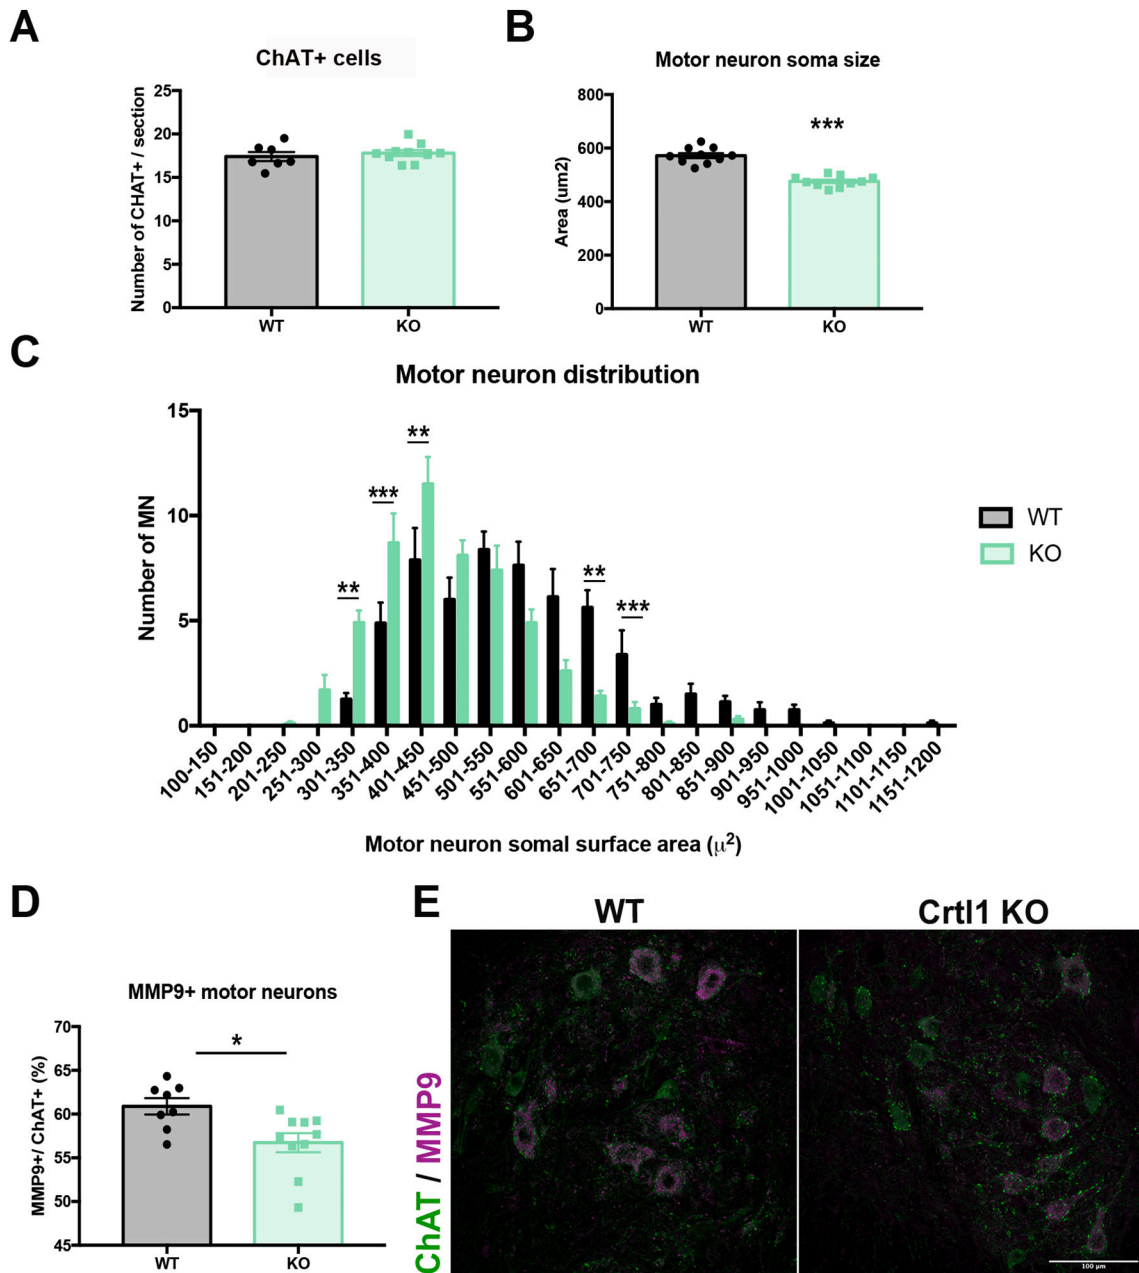 A
ChAT+ cells
Number of CHAT+ / section
25
20
15
10
5
0
WT
KO
B
Motor neuron soma size
Area (um2)
800
600
400
200
0
***
WT
KO
C
Motor neuron distribution
Number of MN
15
10
5
0
**
***
**
**
***
WT
KO
100-150
151-200
201-250
251-300
301-350
351-400
401-450
451-500
501-550
551-600
601-650
651-700
701-750
751-800
801-850
851-900
901-950
951-1000
1001-1050
1051-1100
1101-1150
1151-1200
Motor neuron somal surface area (μ²)
D
MMP9+ motor neurons
MMP9+/ ChAT+ (%)
70
65
60
55
50
45
*
WT
KO
E
WT
Crtl1 KO
ChAT / MMP9
100 μm